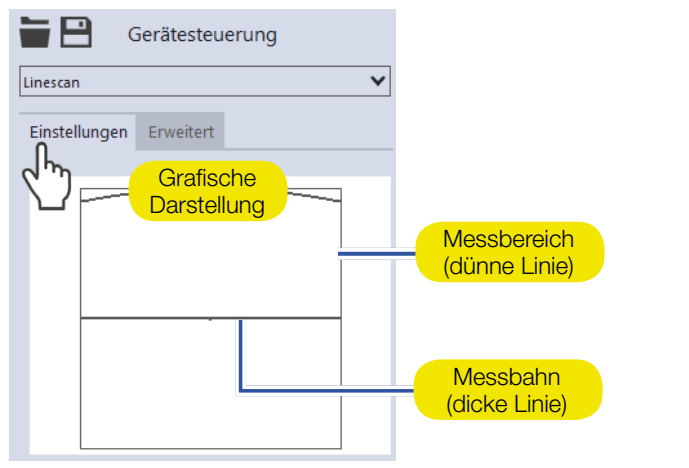 Gerätesteuerung
Linescan
Einstellungen Erweitert
Grafische
Darstellung
Messbereich
(dünne Linie)
Messbahn
(dicke Linie)